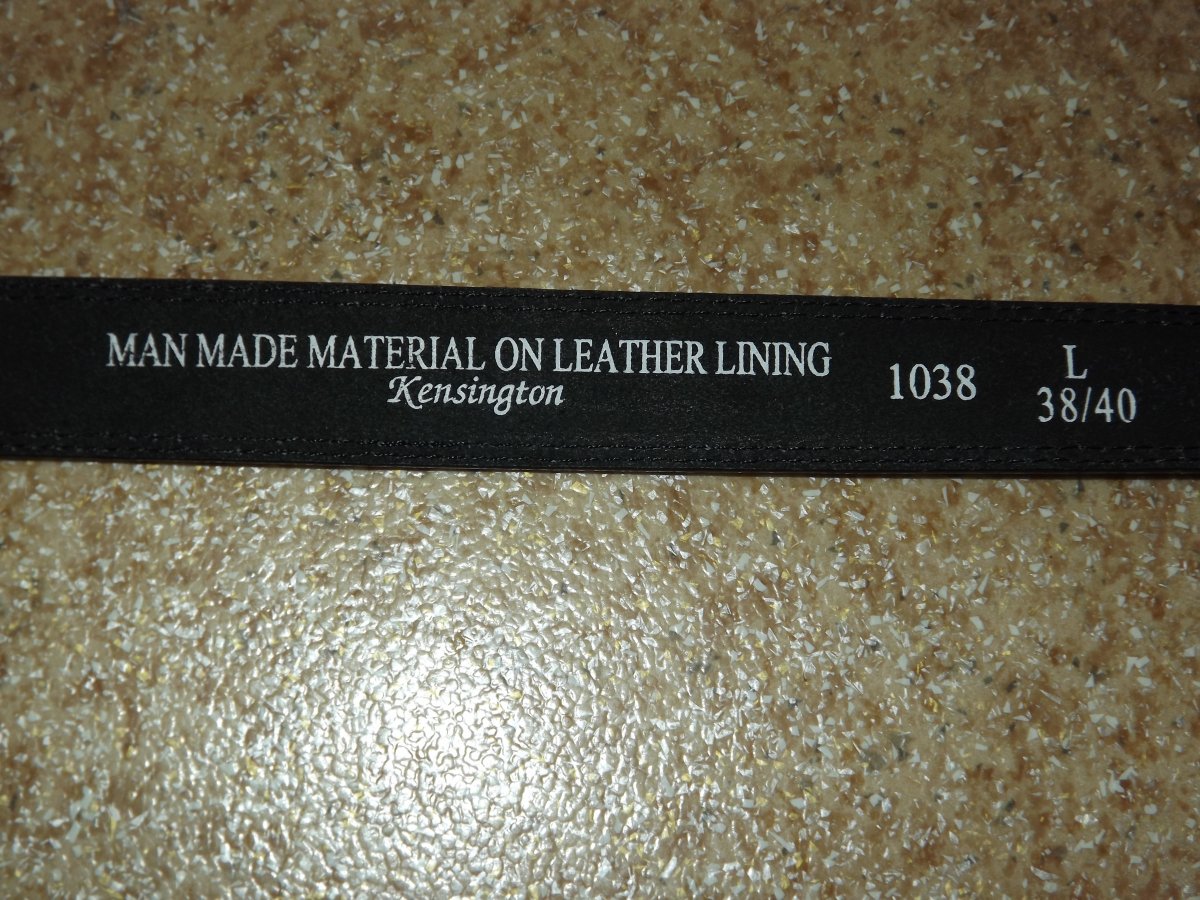 MAN MADE MATERIAL ON LEATHER LINING
Kensington
1038
L
38/40